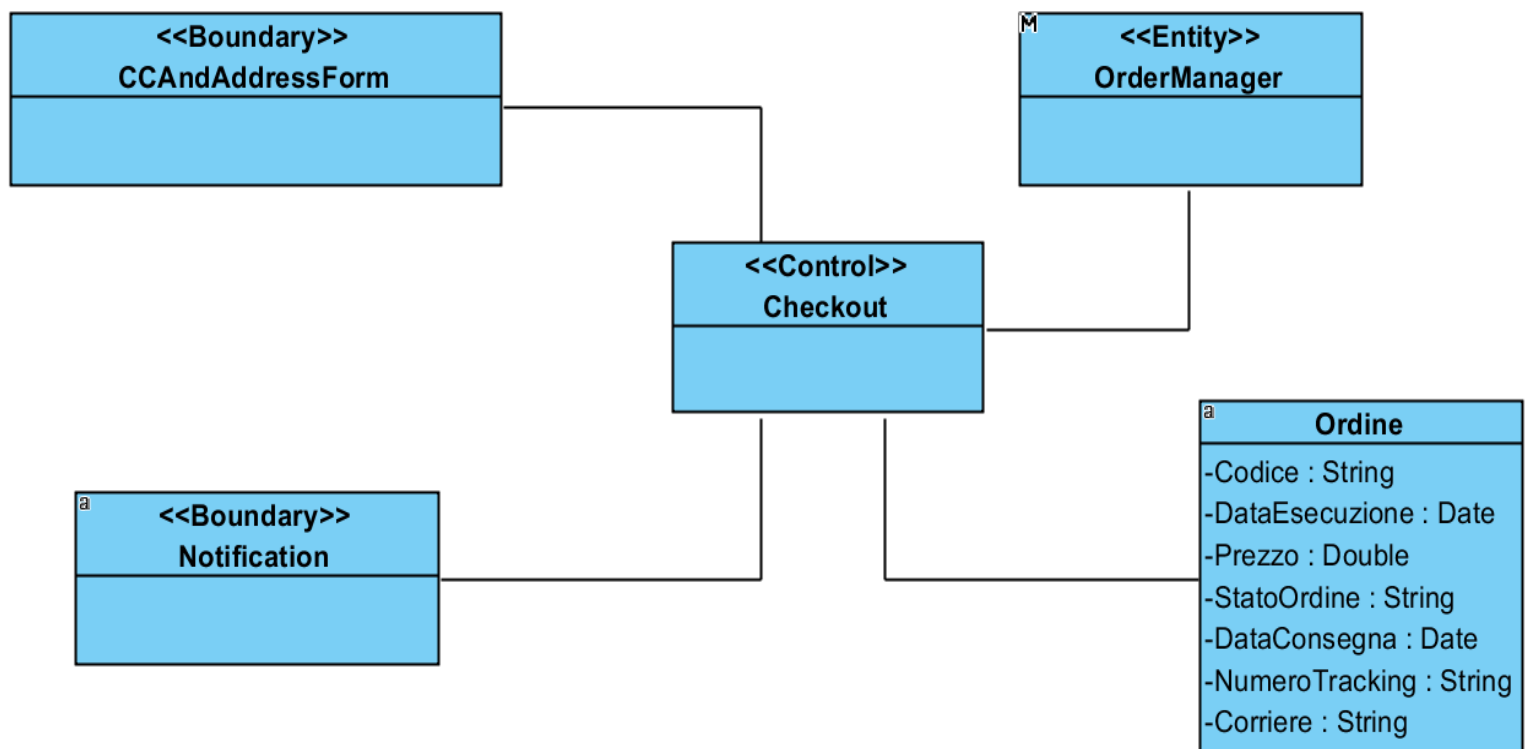 <<Boundary>>
CCAndAddressForm
M
<<Entity>>
OrderManager
<<Control>>
Checkout
a
<<Boundary>>
Notification
a
Ordine
-Codice : String
-DataEsecuzione : Date
-Prezzo : Double
-StatoOrdine : String
-DataConsegna : Date
-NumeroTracking : String
-Corriere : String